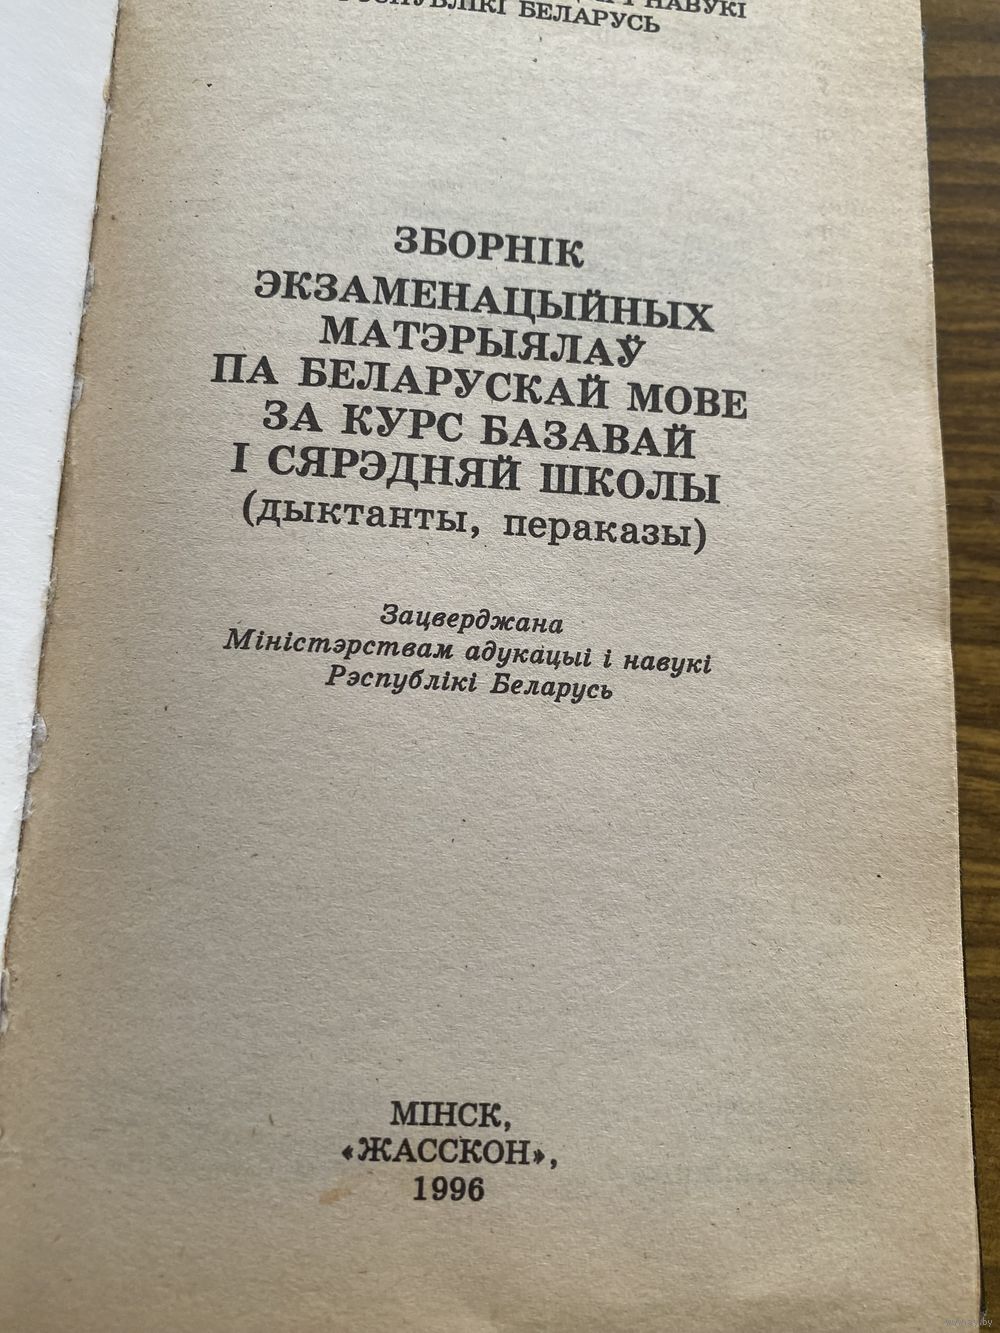 І НАВУКІ
РЭСПУБЛІКІ БЕЛАРУСЬ
ЗБОРНІК
ЭКЗАМЕНАЦЫЙНЫХ
МАТЭРЫЯЛАЎ
ПА БЕЛАРУСКАЙ МОВЕ
ЗА КУРС БАЗАВАЙ
І СЯРЭДНЯЙ ШКОЛЫ
(дыктанты, пераказы)
Зацверджана
Міністэрствам адукацыі і навукі
Рэспублікі Беларусь
МІНСК,
«ЖАССКОН»,
1996